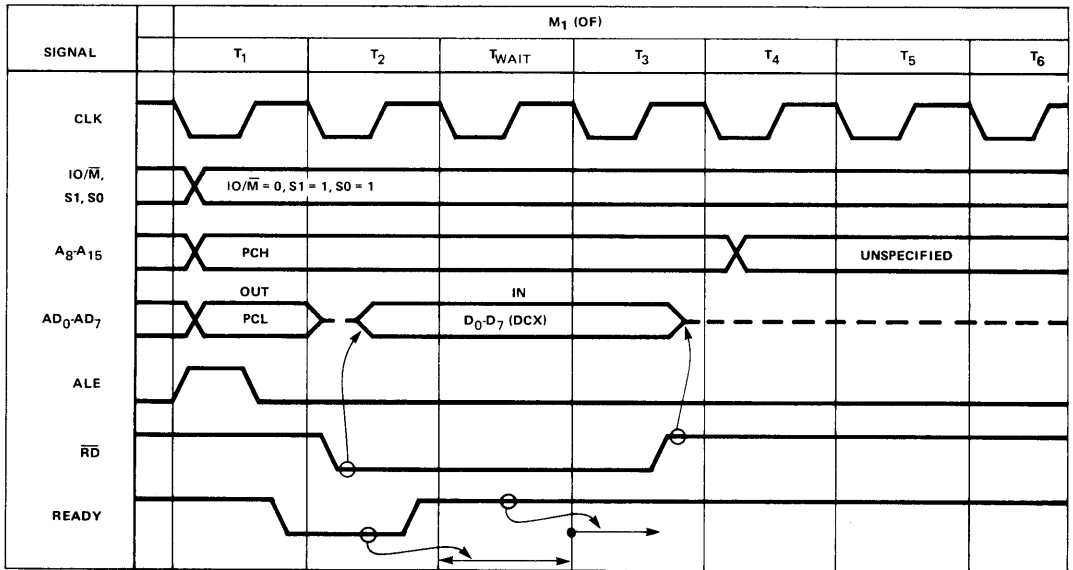 M1 (OF)
SIGNAL T1 T2 TWAIT T3 T4 T5 T6
CLK
IO/M̅,
S1, S0
IO/M̅ = 0, S1 = 1, S0 = 1
A8-A15 PCH UNSPECIFIED
OUT IN
AD0-AD7 PCL D0-D7 (DCX)
ALE
R̅D̅
READY